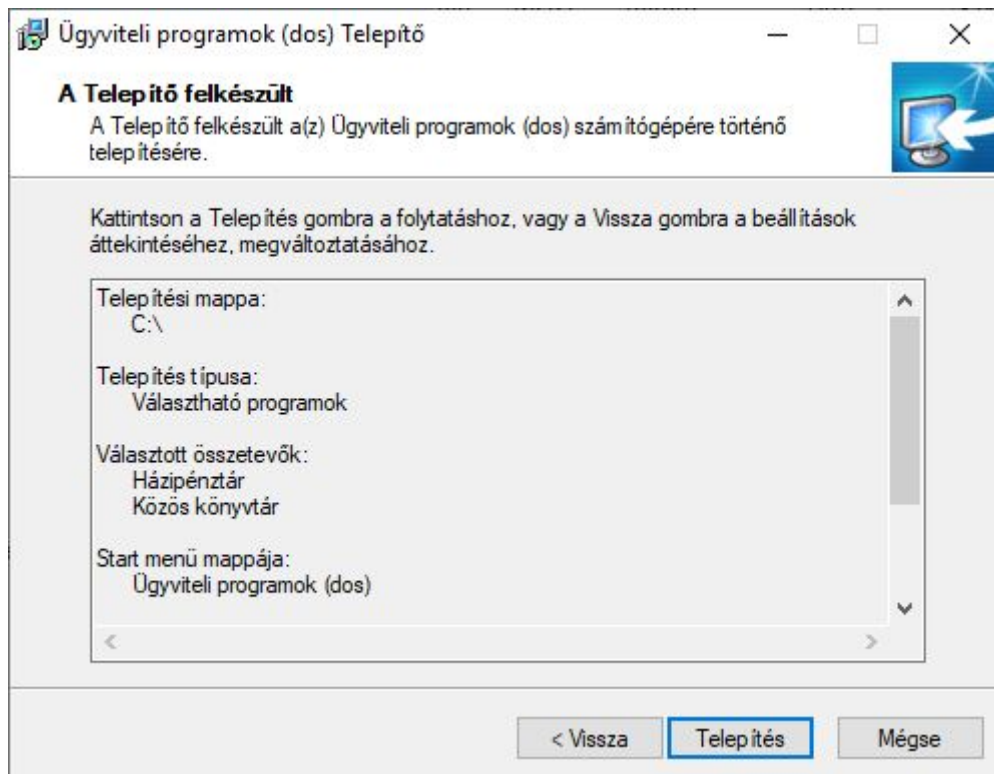 Ügyviteli programok (dos) Telepítő
A Telepítő felkészült
A Telepítő felkészült a(z) Ügyviteli programok (dos) számítógépére történő
telepítésére.
Kattintson a Telepítés gombra a folytatáshoz, vagy a Vissza gombra a beállítások
áttekintéséhez, megváltoztatásához.
Telepítési mappa:
C:\
Telepítés típusa:
Választható programok
Választott összetevők:
Házipénztár
Közös könyvtár
Start menü mappája:
Ügyviteli programok (dos)
< Vissza
Telepítés
Mégse